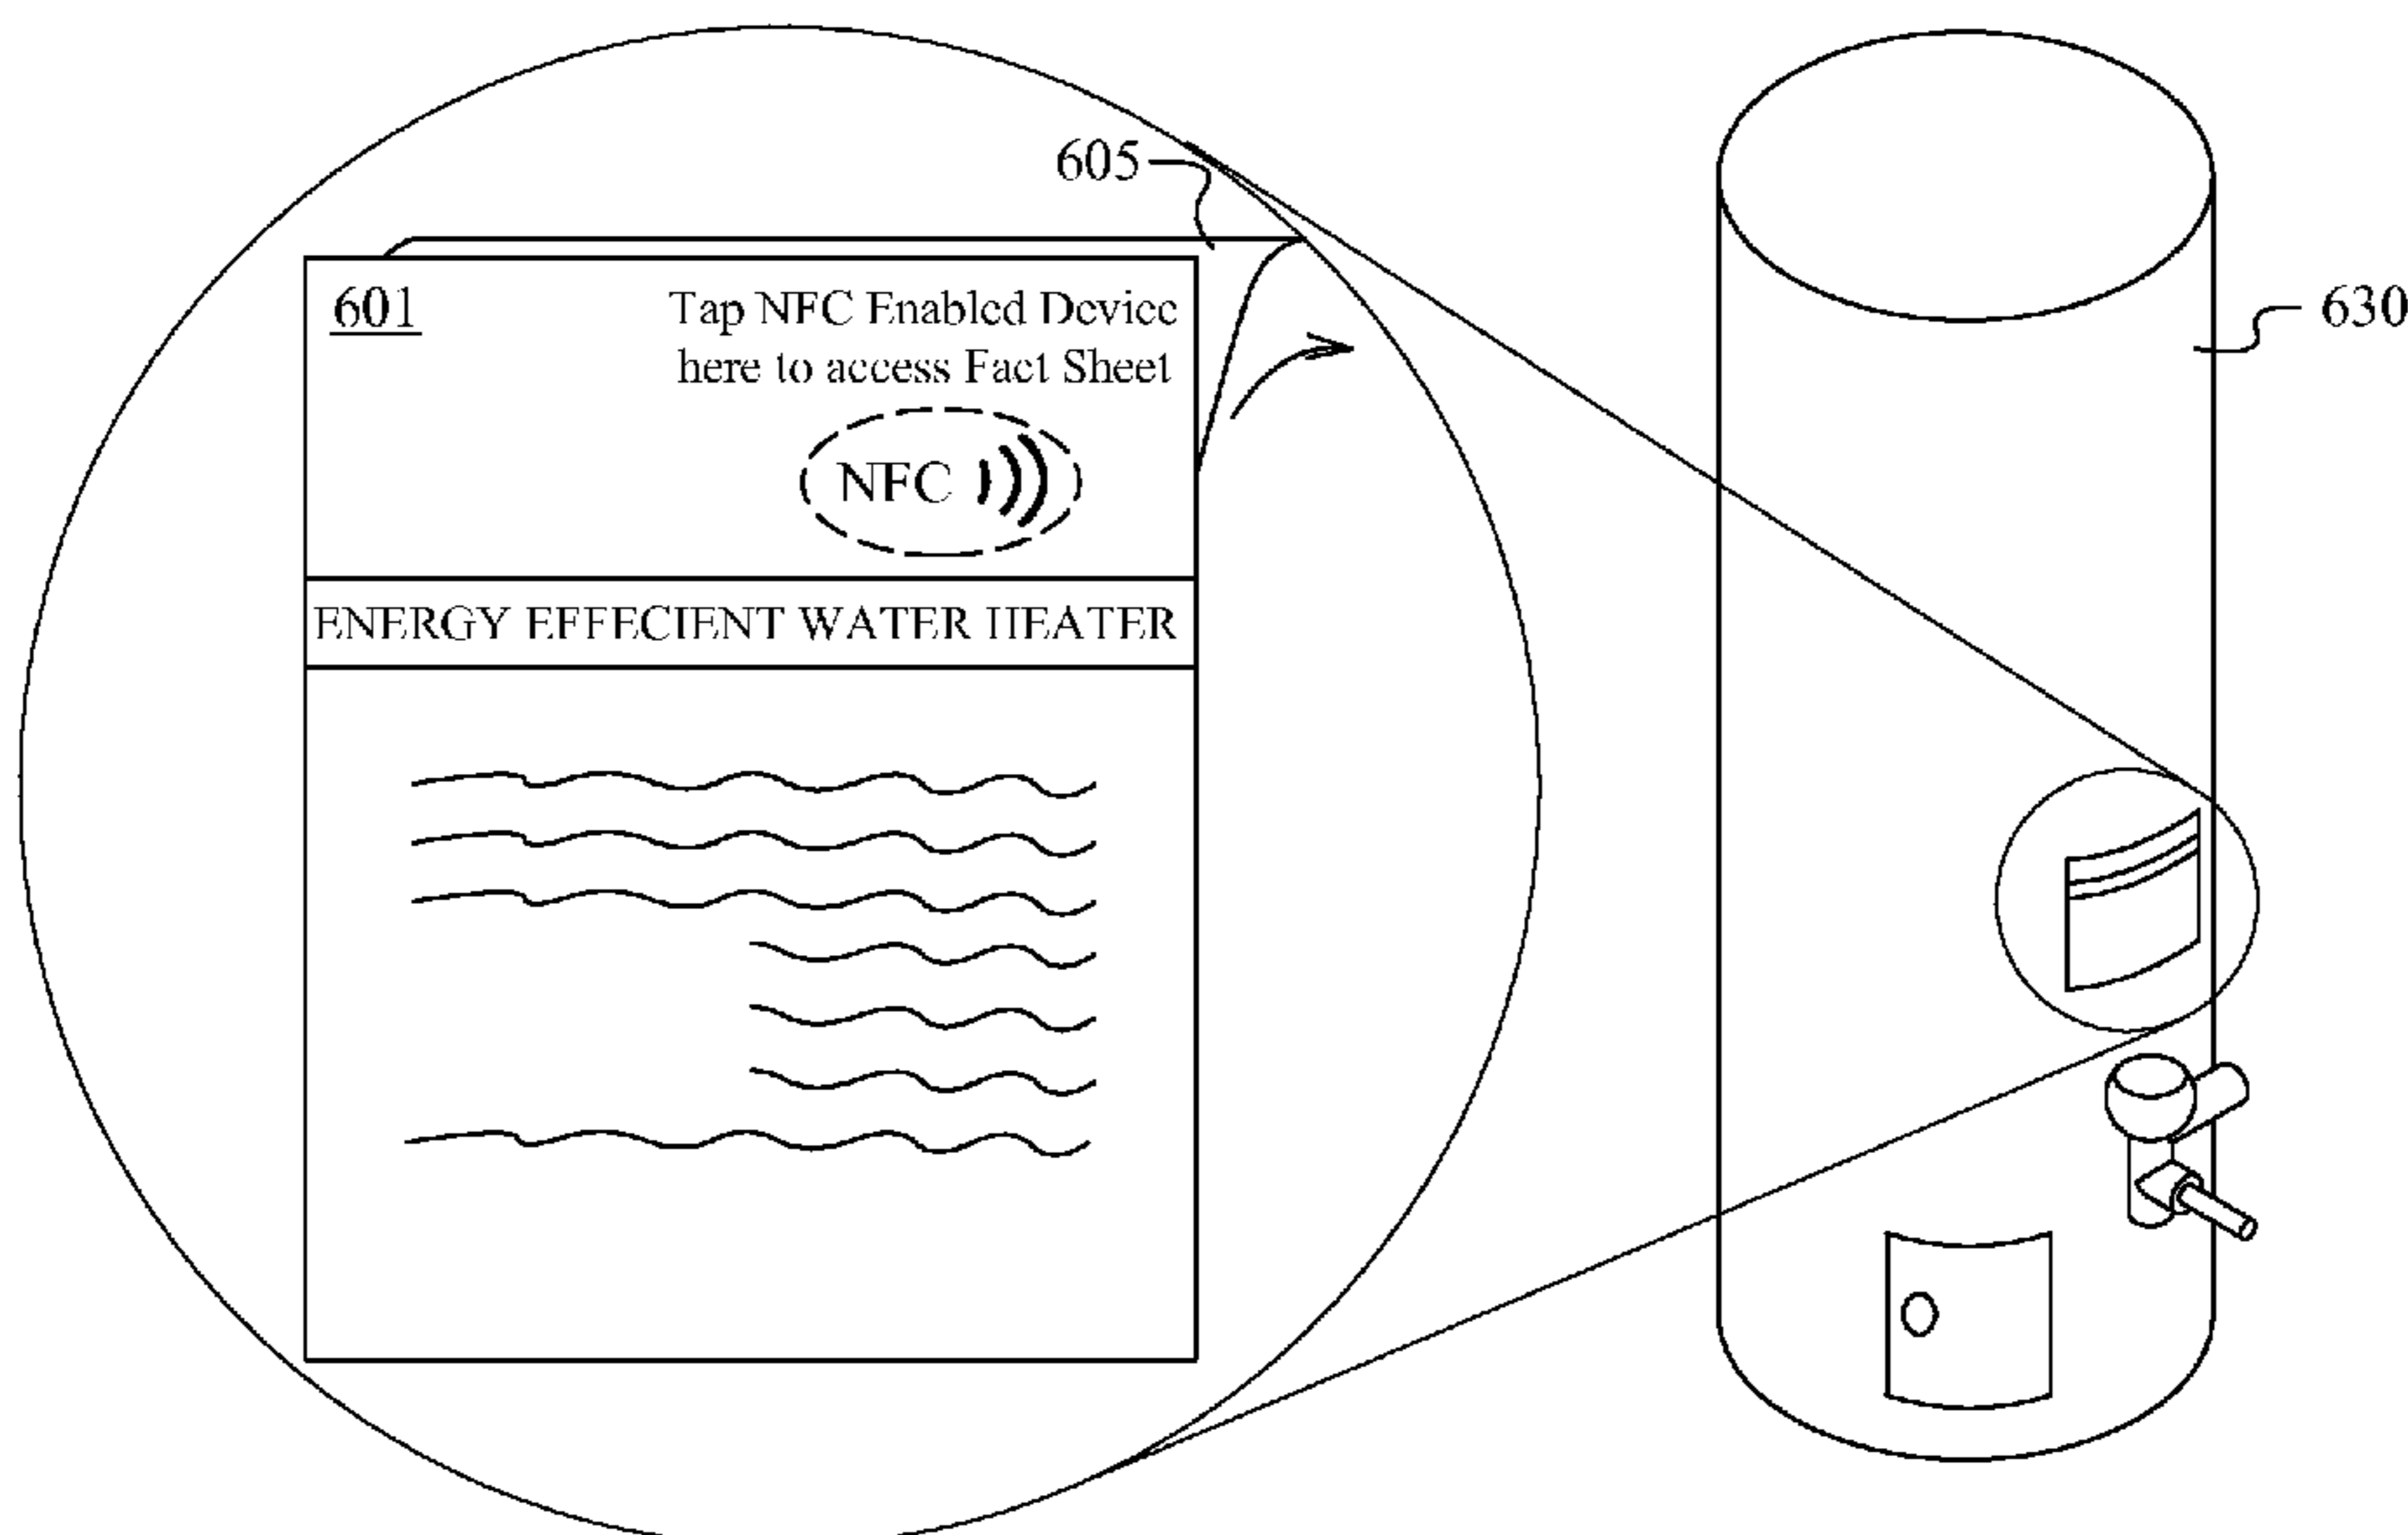 605
630
601
Tap NFC Enabled Device
here to access Fact Sheet
NFC
ENERGY EFFECIENT WATER HEATER